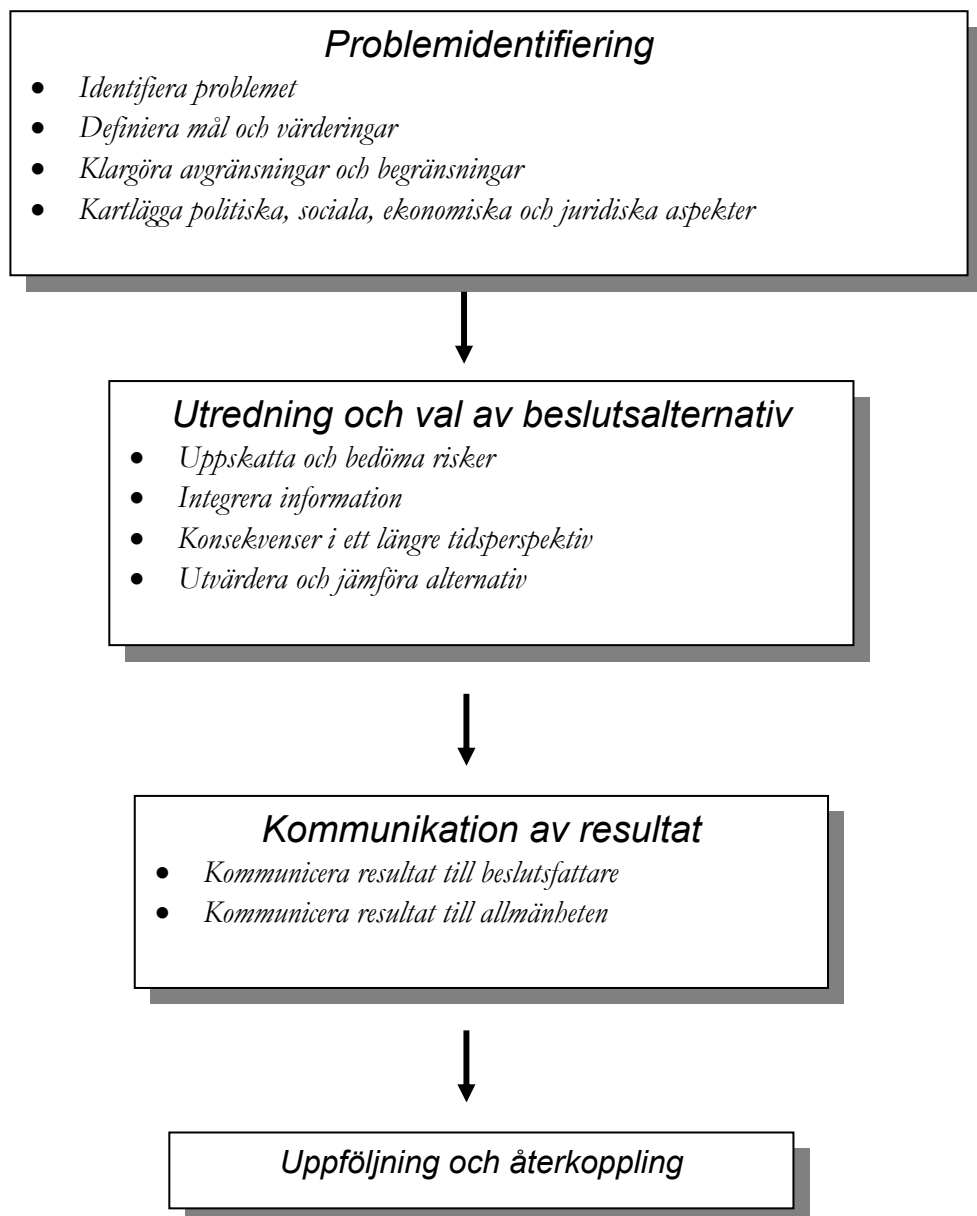 Problemidentifiering
• Identifiera problemet
• Definiera mål och värderingar
• Klargöra avgränsningar och begränsningar
• Kartlägga politiska, sociala, ekonomiska och juridiska aspekter
Utredning och val av beslutsalternativ
• Uppskatta och bedöma risker
• Integrera information
• Konsekvenser i ett längre tidsperspektiv
• Utvärdera och jämföra alternativ
Kommunikation av resultat
• Kommunicera resultat till beslutsfattare
• Kommunicera resultat till allmänheten
Uppföljning och återkoppling